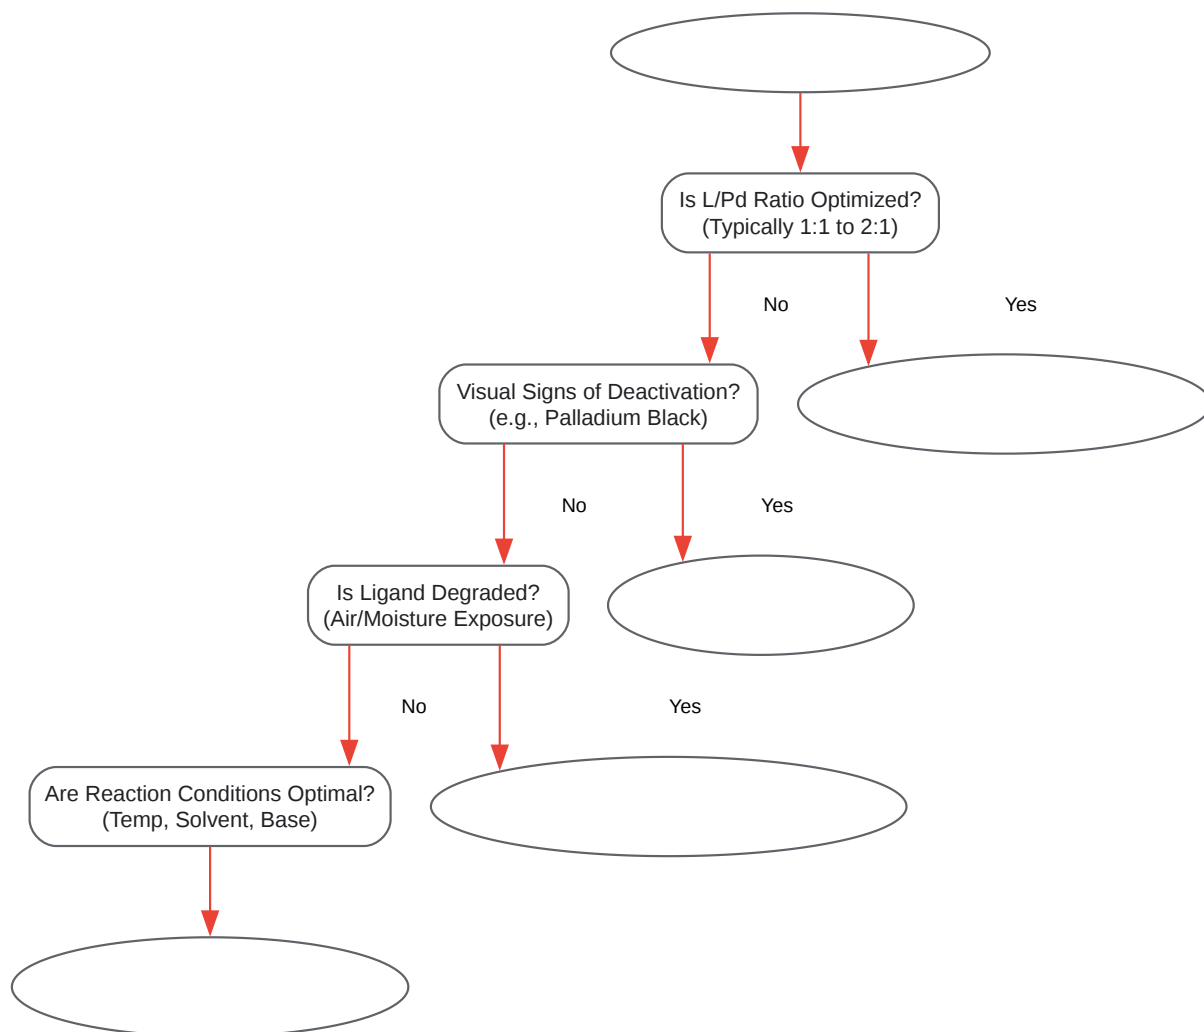 Is L/Pd Ratio Optimized?
(Typically 1:1 to 2:1)
No
Yes
Visual Signs of Deactivation?
(e.g., Palladium Black)
No
Yes
Is Ligand Degraded?
(Air/Moisture Exposure)
No
Yes
Are Reaction Conditions Optimal?
(Temp, Solvent, Base)